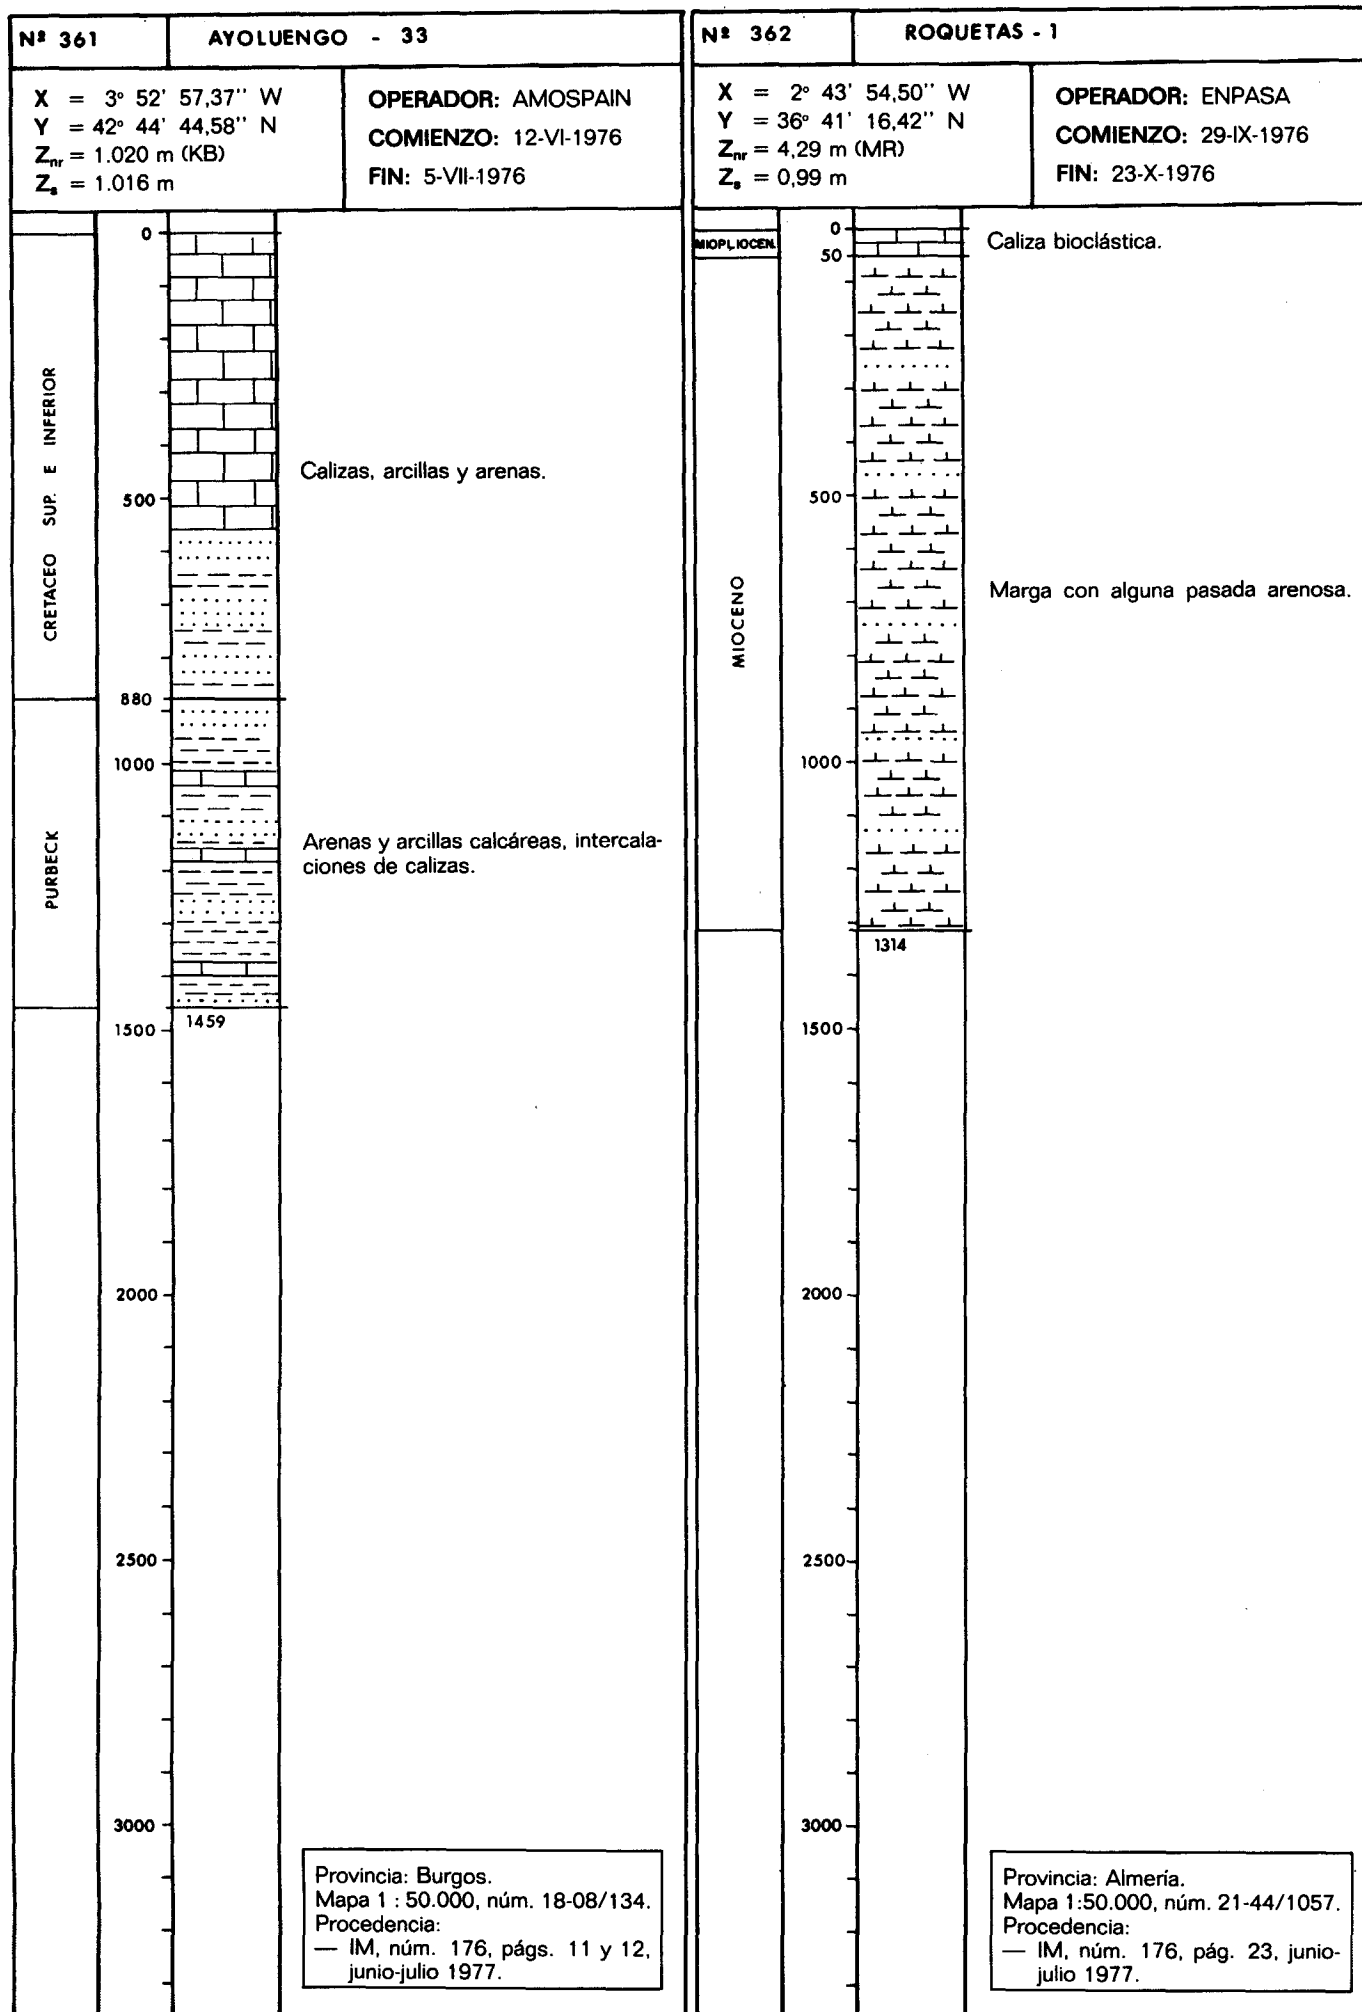 Nº 361
AYOLUENGO - 33
X = 3° 52' 57,37'' W
Y = 42° 44' 44,58'' N
Znr = 1.020 m (KB)
Zs = 1.016 m
OPERADOR: AMOSPAIN
COMIENZO: 12-VI-1976
FIN: 5-VII-1976
CRETACEO SUP. E INFERIOR
PURBECK
0
500
880
1000
1500
2000
2500
3000
1459
Calizas, arcillas y arenas.
Arenas y arcillas calcáreas, intercala-
ciones de calizas.
Provincia: Burgos.
Mapa 1 : 50.000, núm. 18-08/134.
Procedencia:
— IM, núm. 176, págs. 11 y 12,
junio-julio 1977.
Nº 362
ROQUETAS - 1
X = 2° 43' 54,50'' W
Y = 36° 41' 16,42'' N
Znr = 4,29 m (MR)
Zs = 0,99 m
OPERADOR: ENPASA
COMIENZO: 29-IX-1976
FIN: 23-X-1976
MIOPLIOCEN.
MIOCENO
0
50
500
1000
1500
2000
2500
3000
1314
Caliza bioclástica.
Marga con alguna pasada arenosa.
Provincia: Almería.
Mapa 1:50.000, núm. 21-44/1057.
Procedencia:
— IM, núm. 176, pág. 23, junio-
julio 1977.